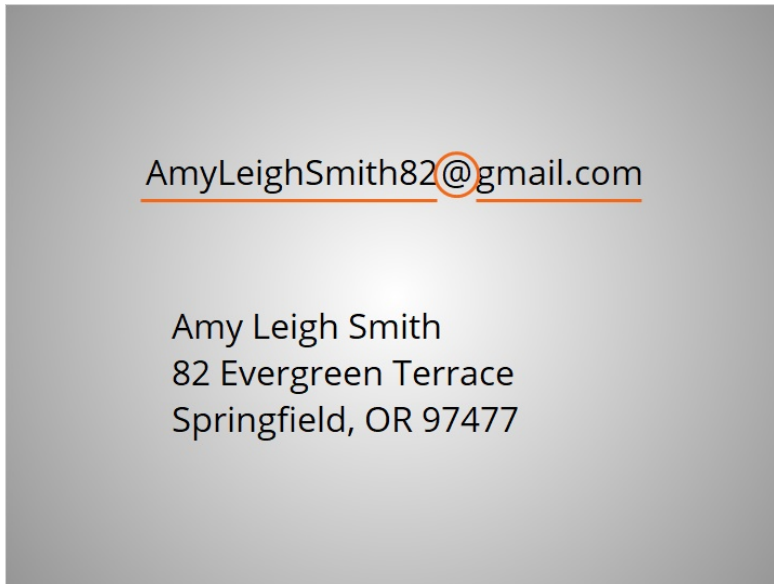 AmyLeighSmith82@gmail.com
Amy Leigh Smith
82 Evergreen Terrace
Springfield, OR 97477